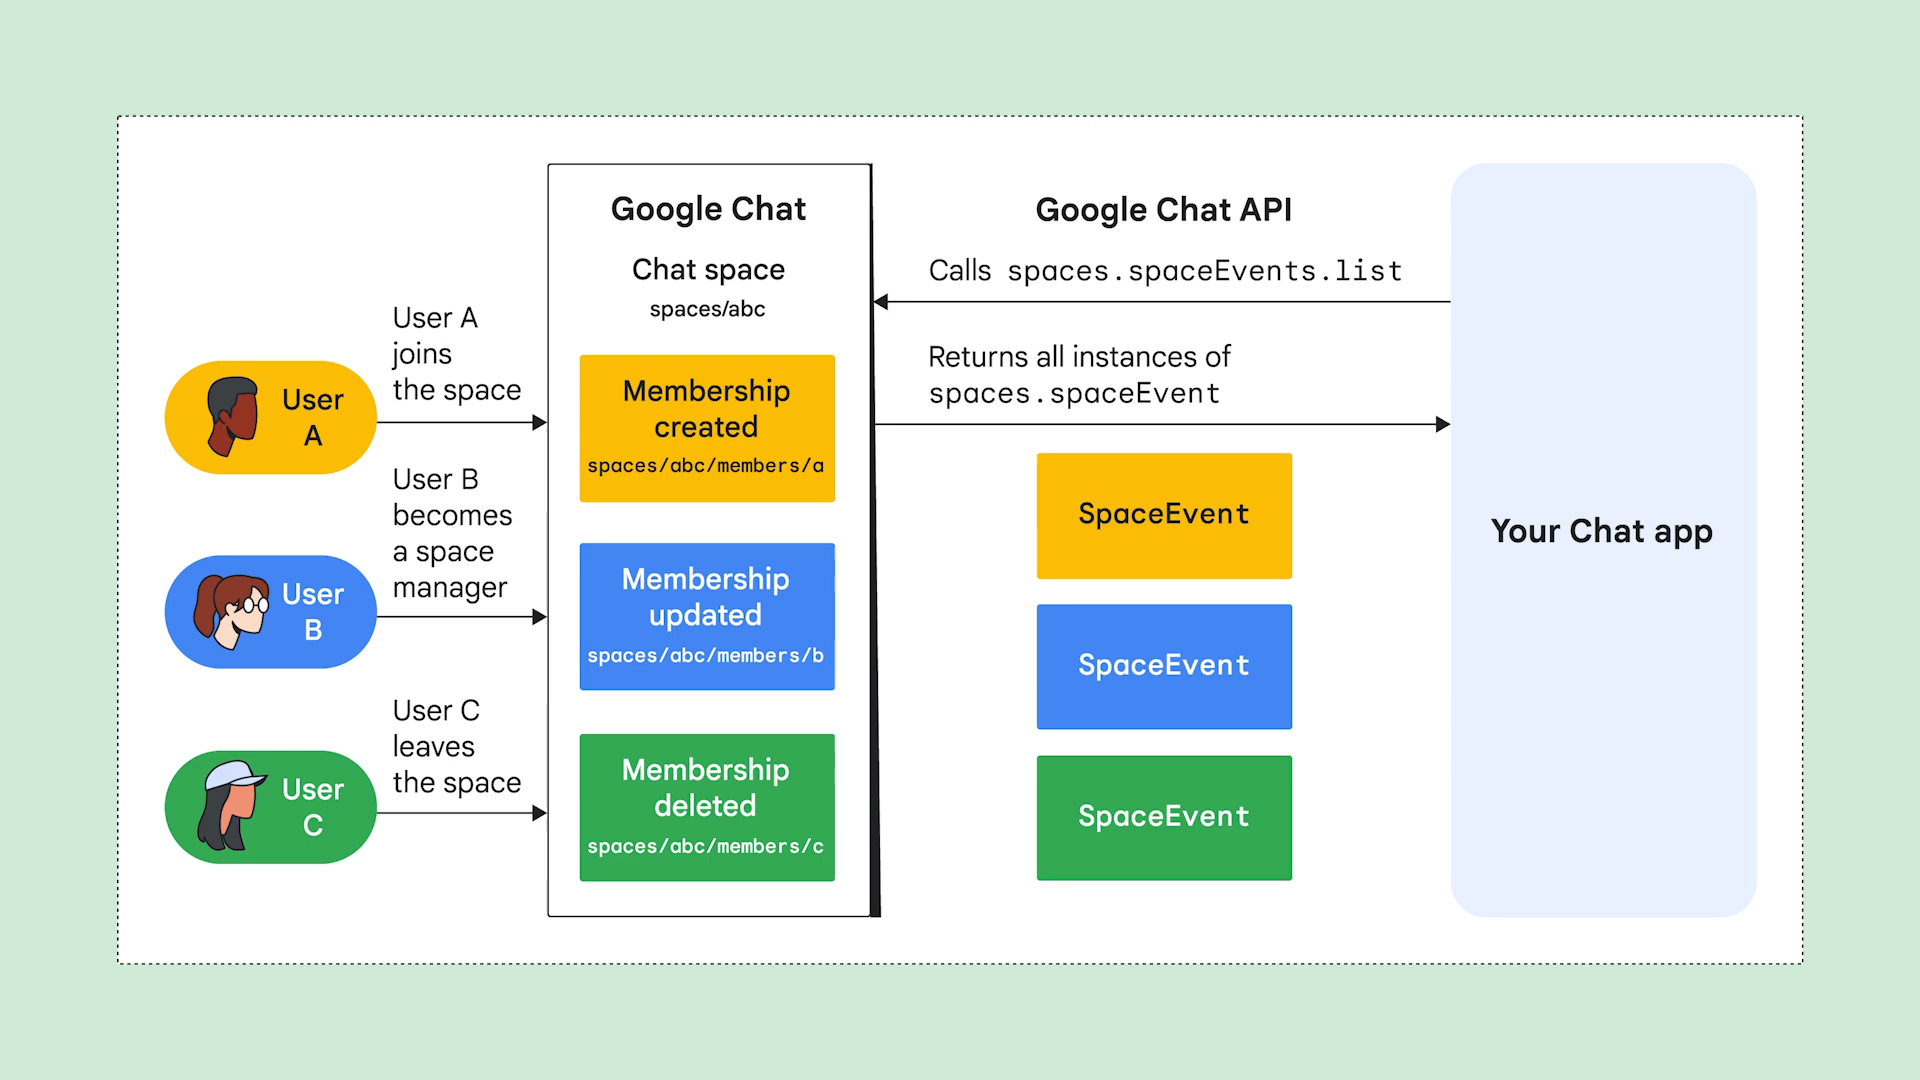 User
A
User A
joins
the space
User
B
User B
becomes
a space
manager
User
C
User C
leaves
the space
Google Chat
Chat space
spaces/abc
Membership
created
spaces/abc/members/a
Membership
updated
spaces/abc/members/b
Membership
deleted
spaces/abc/members/c
Google Chat API
Calls spaces.spaceEvents.list
Returns all instances of
spaces.spaceEvent
SpaceEvent
SpaceEvent
SpaceEvent
Your Chat app